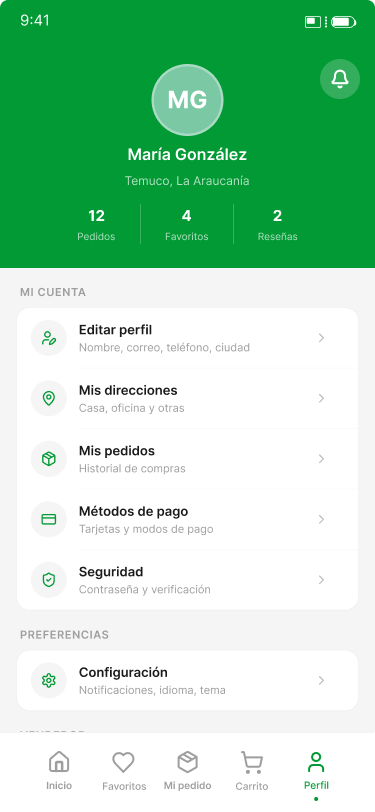 9:41
MG
María González
Temuco, La Araucanía
12 4 2
Pedidos Favoritos Reseñas
MI CUENTA
Editar perfil
Nombre, correo, teléfono, ciudad
Mis direcciones
Casa, oficina y otras
Mis pedidos
Historial de compras
Métodos de pago
Tarjetas y modos de pago
Seguridad
Contraseña y verificación
PREFERENCIAS
Configuración
Notificaciones, idioma, tema
Inicio Favoritos Mi pedido Carrito Perfil